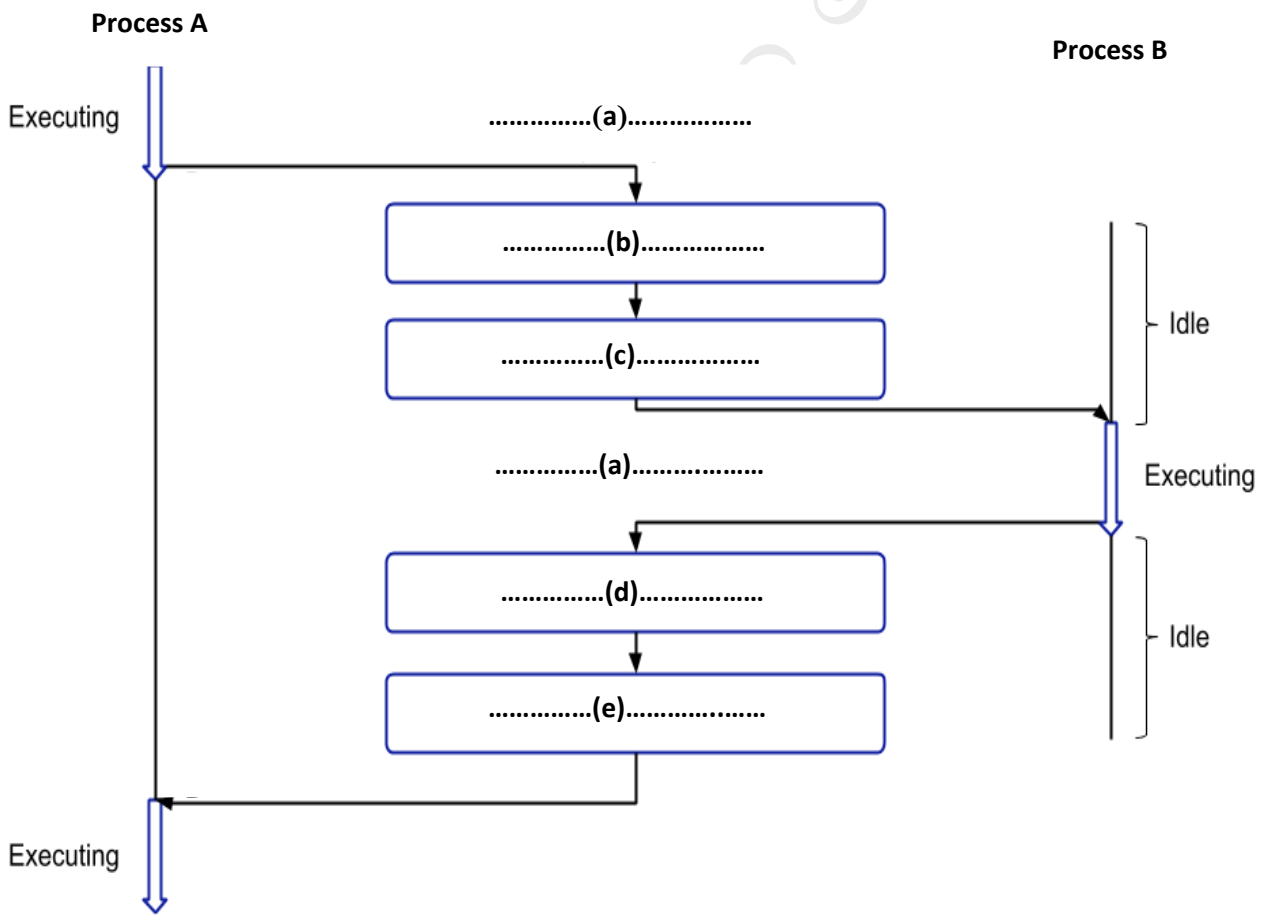 Process A
Process B
Executing
……………(a)………………
……………(b)………………
……………(c)………………
Idle
……………(a)……….………
Executing
……………(d)………………
Idle
……………(e)…………..……
Executing